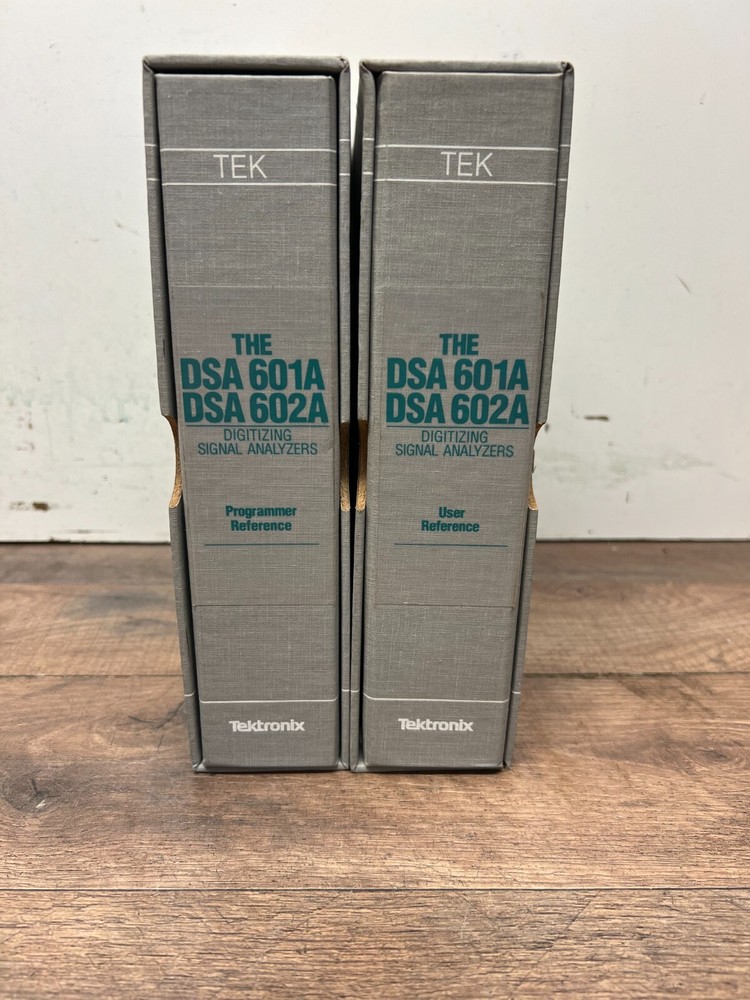 TEK
THE
DSA 601A
DSA 602A
DIGITIZING
SIGNAL ANALYZERS
Programmer
Reference
Tektronix
TEK
THE
DSA 601A
DSA 602A
DIGITIZING
SIGNAL ANALYZERS
User
Reference
Tektronix